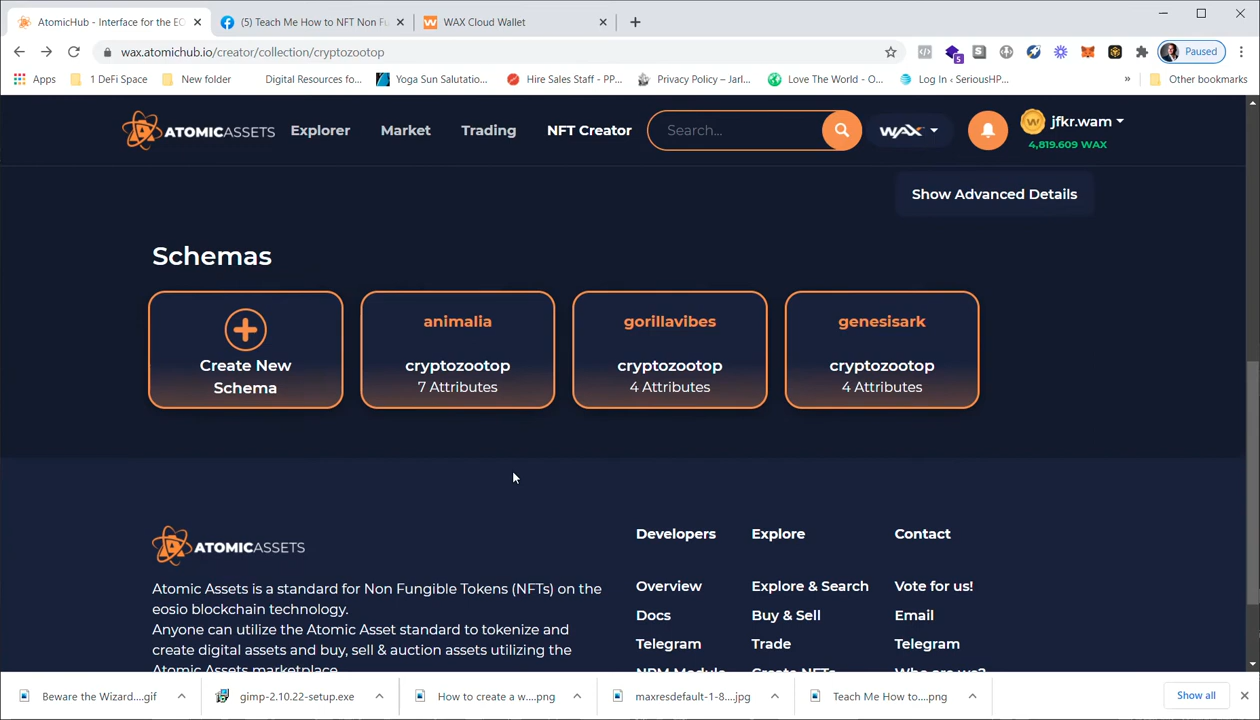 AtomicHub - Interface for the EO
(5) Teach Me How to NFT Non Fu
WAX Cloud Wallet
wax.atomichub.io/creator/collection/cryptozootop
5
Paused
Apps
1 DeFi Space
New folder
Digital Resources fo...
Yoga Sun Salutatio...
Hire Sales Staff - PP...
Privacy Policy – Jarl...
Love The World - O...
Log In ‹ SeriousHP...
»
Other bookmarks
ATOMICASSETS
Explorer
Market
Trading
NFT Creator
Search...
WAX
jfkr.wam
4,819.609 WAX
Show Advanced Details
Schemas
Create New
Schema
animalia
cryptozootop
7 Attributes
gorillavibes
cryptozootop
4 Attributes
genesisark
cryptozootop
4 Attributes
ATOMICASSETS
Atomic Assets is a standard for Non Fungible Tokens (NFTs) on the
eosio blockchain technology.
Anyone can utilize the Atomic Asset standard to tokenize and
create digital assets and buy, sell & auction assets utilizing the
Atomic Assets marketplace
Developers
Overview
Docs
Telegram
NPM Module
Explore
Explore & Search
Buy & Sell
Trade
Create NFTs
Contact
Vote for us!
Email
Telegram
Who are we?
Beware the Wizard....gif
gimp-2.10.22-setup.exe
How to create a w....png
maxresdefault-1-8....jpg
Teach Me How to....png
Show all